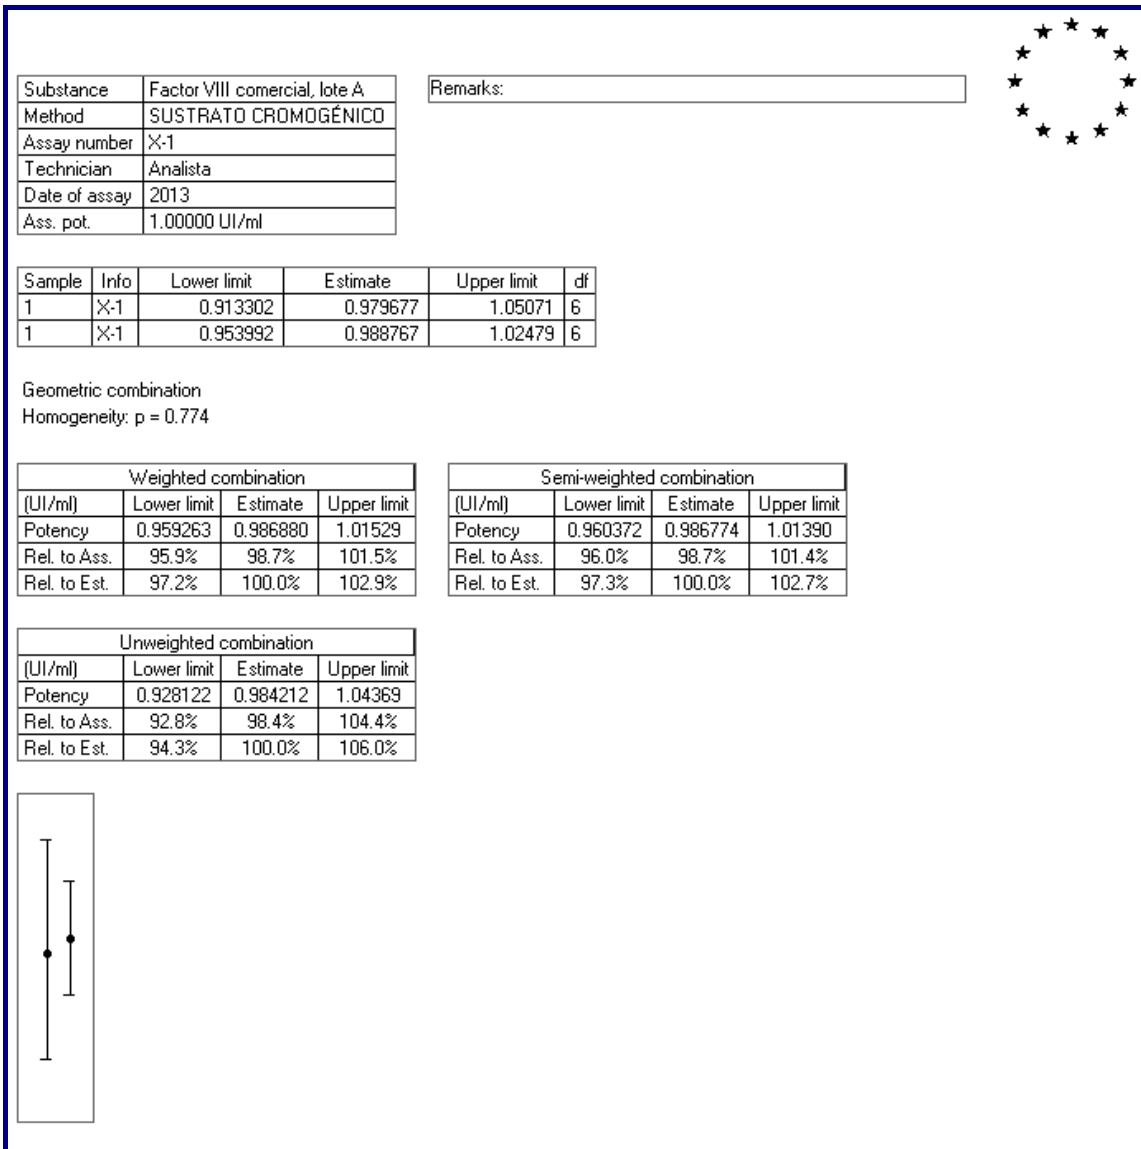 Substance Factor VIII comercial, lote A
Remarks:
Method SUSTRATO CROMOGÉNICO
Assay number X-1
Technician Analista
Date of assay 2013
Ass. pot. 1.00000 UI/ml
Sample Info Lower limit Estimate Upper limit df
1 X-1 0.913302 0.979677 1.05071 6
1 X-1 0.953992 0.988767 1.02479 6
Geometric combination
Homogeneity: p = 0.774
Weighted combination
(UI/ml) Lower limit Estimate Upper limit
Potency 0.959263 0.986880 1.01529
Rel. to Ass. 95.9% 98.7% 101.5%
Rel. to Est. 97.2% 100.0% 102.9%
Semi-weighted combination
(UI/ml) Lower limit Estimate Upper limit
Potency 0.960372 0.986774 1.01390
Rel. to Ass. 96.0% 98.7% 101.4%
Rel. to Est. 97.3% 100.0% 102.7%
Unweighted combination
(UI/ml) Lower limit Estimate Upper limit
Potency 0.928122 0.984212 1.04369
Rel. to Ass. 92.8% 98.4% 104.4%
Rel. to Est. 94.3% 100.0% 106.0%